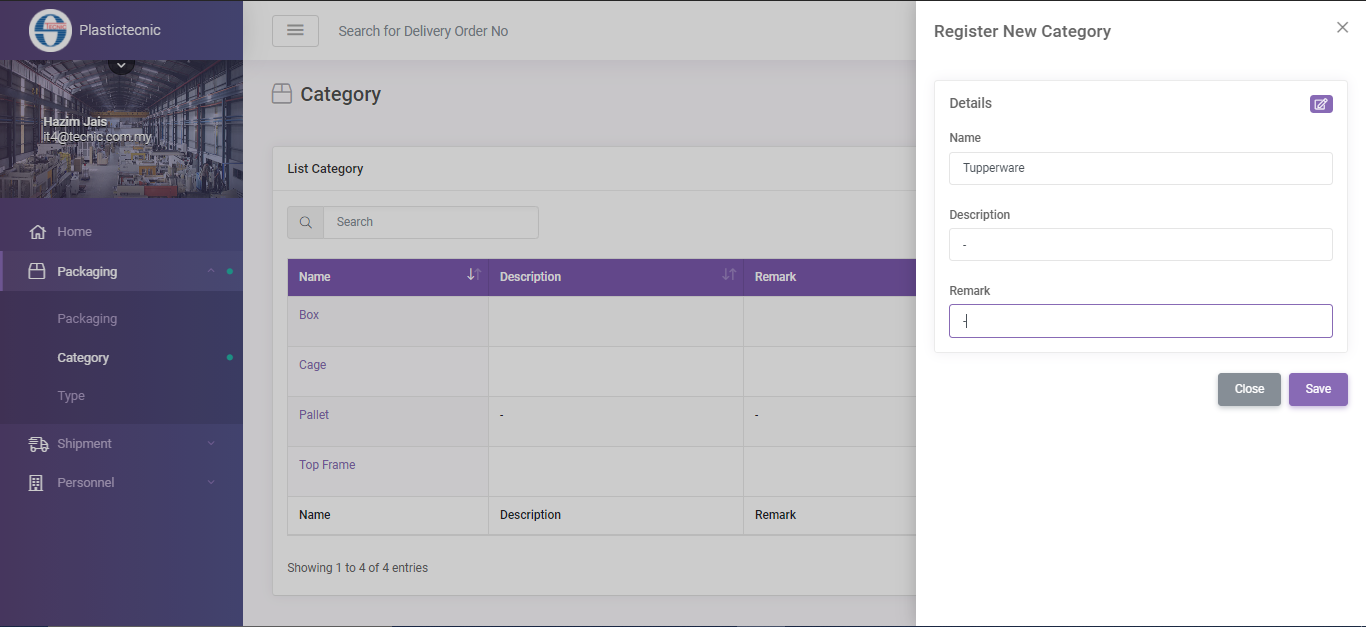 Plastictecnic
Hazim Jais
it4@tecnic.com.my
Home
Packaging
Packaging
Category
Type
Shipment
Personnel
Search for Delivery Order No
Category
List Category
Search
Name Description Remark
Box
Cage
Pallet - -
Top Frame
Name Description Remark
Showing 1 to 4 of 4 entries
Register New Category
Details
Name
Tupperware
Description
-
Remark
-
Close Save